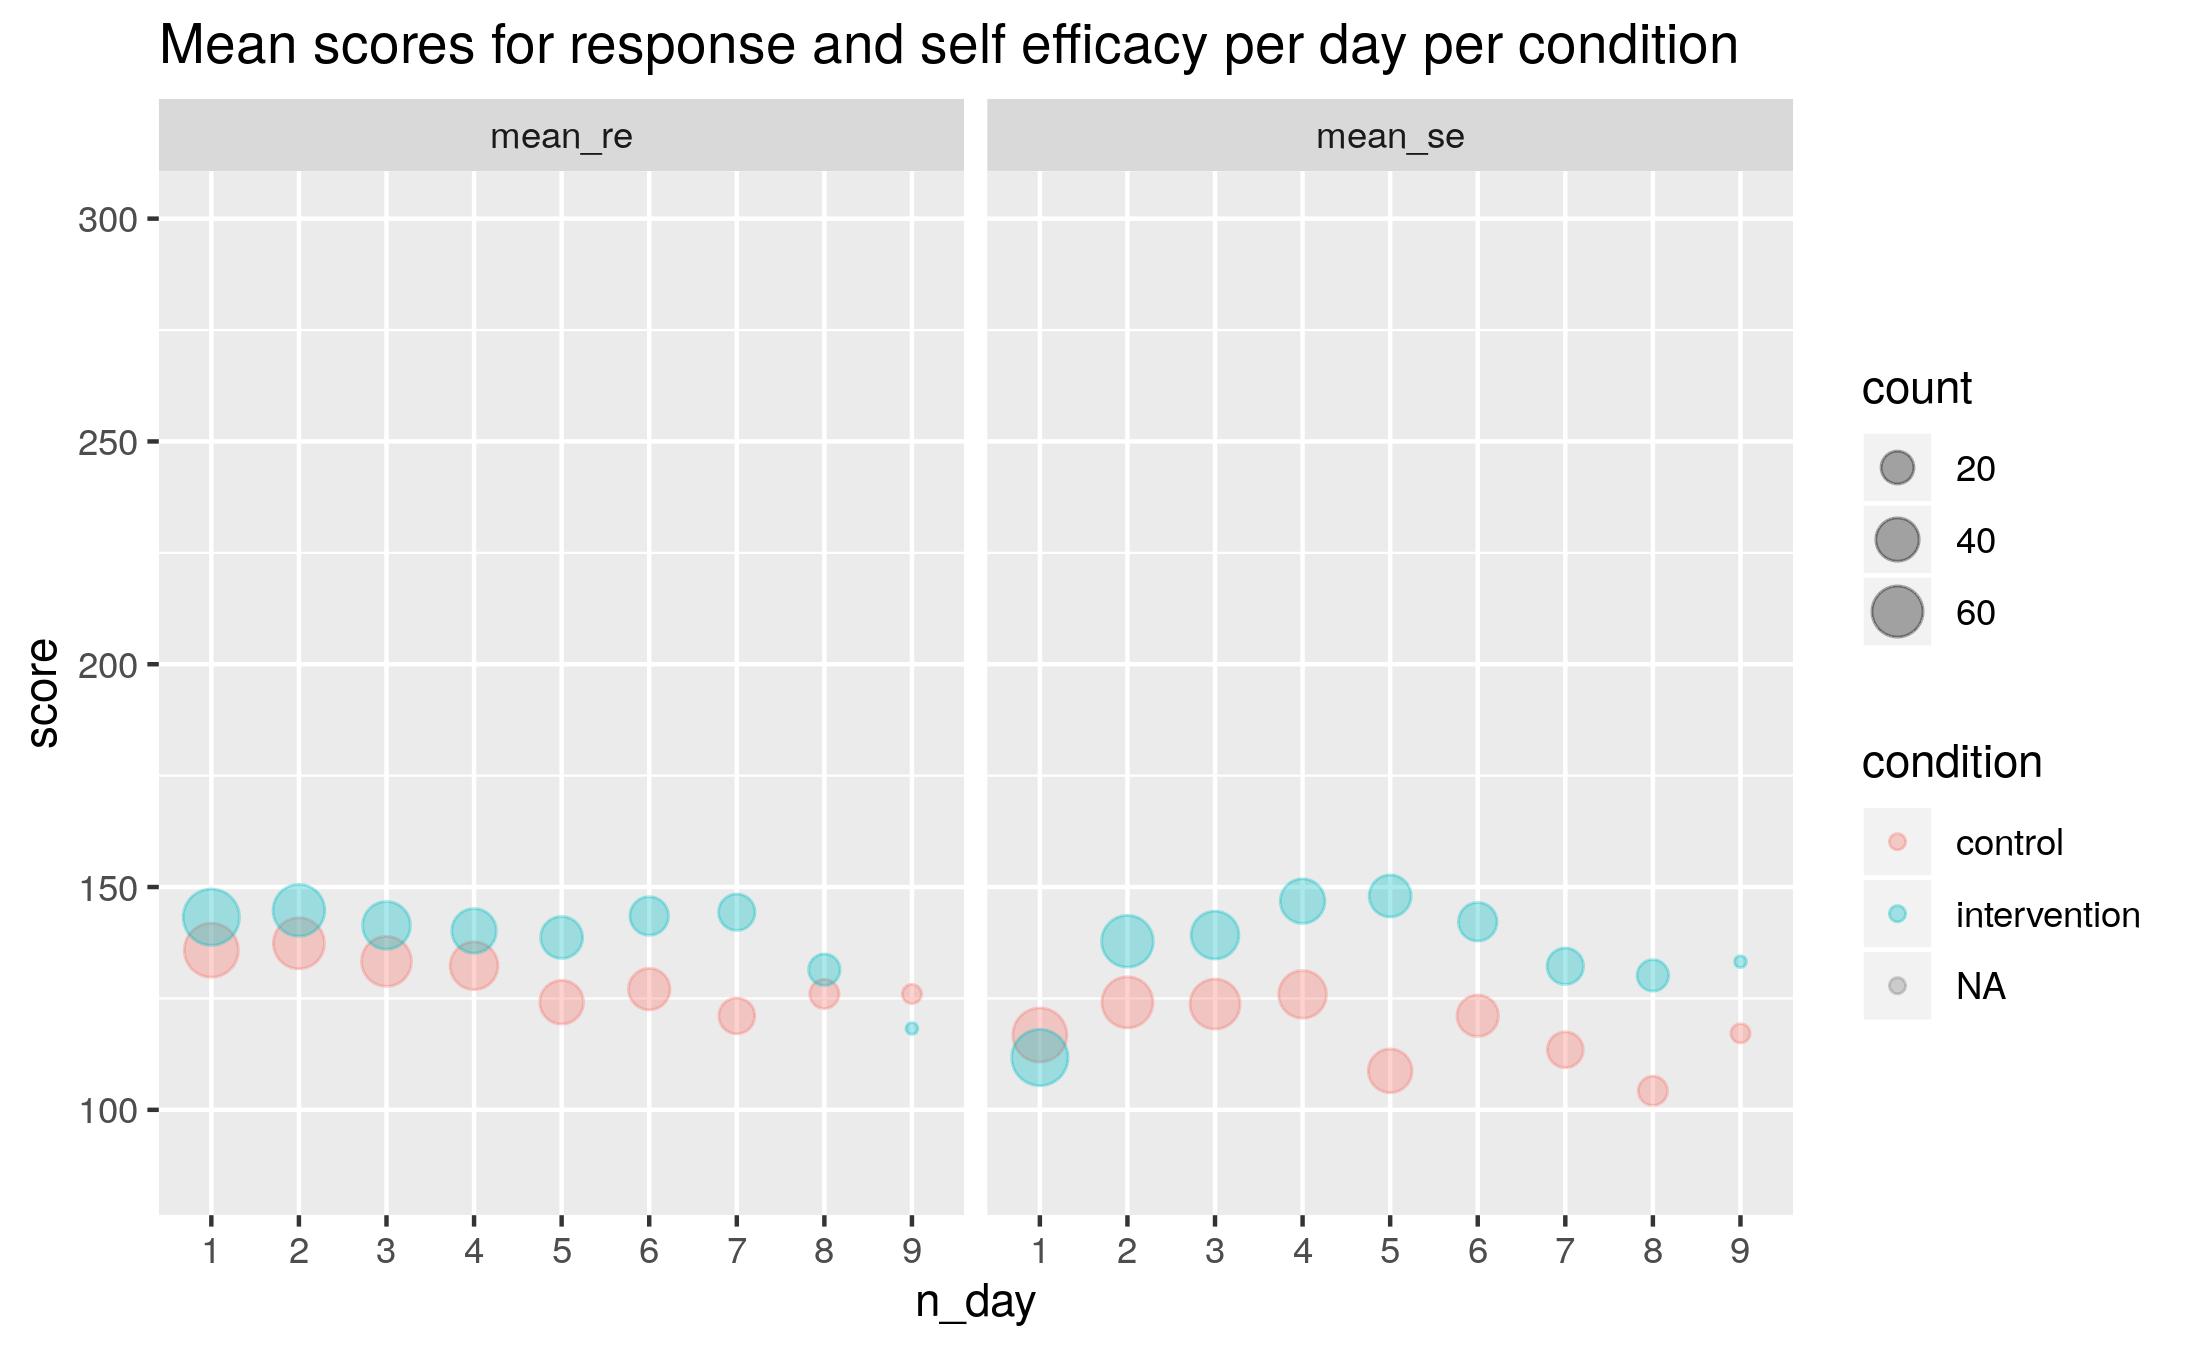 Mean scores for response and self efficacy per day per condition
mean_re
mean_se
score
300
250
200
150
100
1 2 3 4 5 6 7 8 9
1 2 3 4 5 6 7 8 9
n_day
count
20
40
60
condition
control
intervention
NA